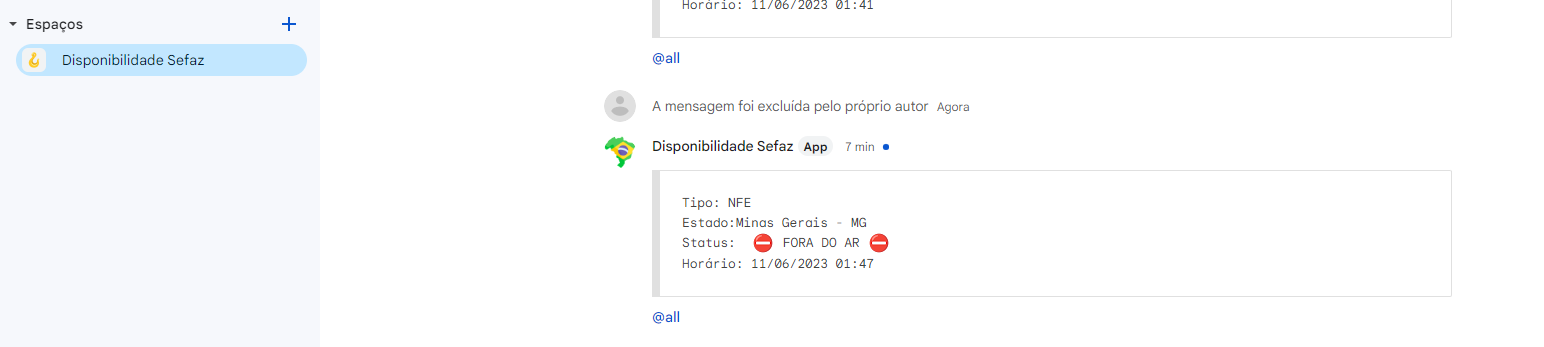 Espaços
Disponibilidade Sefaz
Horário: 11/06/2023 01:41
@all
A mensagem foi excluída pelo próprio autor Agora
Disponibilidade Sefaz App 7 min
Tipo: NFE
Estado:Minas Gerais - MG
Status: ⛔ FORA DO AR ⛔
Horário: 11/06/2023 01:47
@all